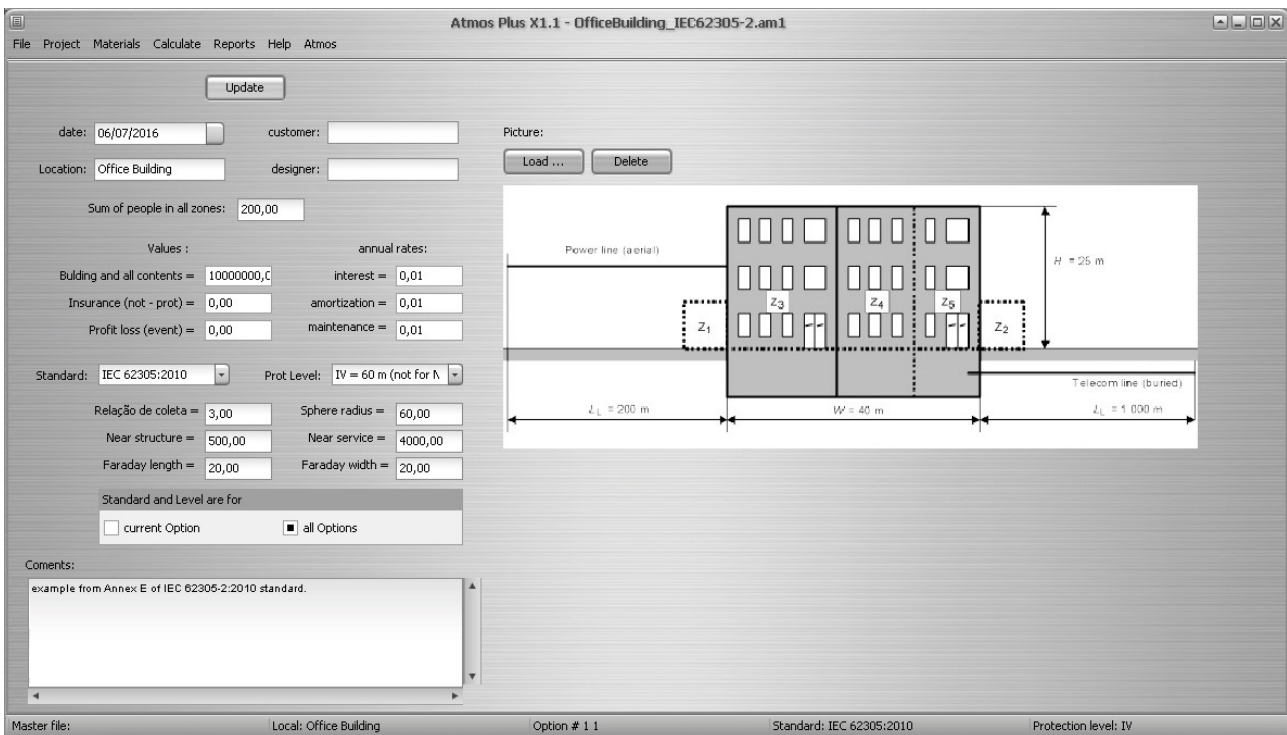 Atmos Plus X1.1 - OfficeBuilding_IEC62305-2.am1
File Project Materials Calculate Reports Help Atmos
Update
date: 06/07/2016 customer:
Location: Office Building designer:
Sum of people in all zones: 200,00
Values : annual rates:
Bulding and all contents = 10000000,0 interest = 0,01
Insurance (not - prot) = 0,00 amortization = 0,01
Profit loss (event) = 0,00 maintenance = 0,01
Standard: IEC 62305:2010 Prot Level: IV = 60 m (not for N
Relação de coleta = 3,00 Sphere radius = 60,00
Near structure = 500,00 Near service = 4000,00
Faraday length = 20,00 Faraday width = 20,00
Standard and Level are for
current Option all Options
Coments:
example from Annex E of IEC 62305-2:2010 standard.
Picture:
Load ... Delete
Power line (aerial)
H = 25 m
Z3 Z4 Z5
Z1 Z2
Telecom line (buried)
LL = 200 m W = 40 m LL = 1 000 m
Master file: Local: Office Building Option # 1 1 Standard: IEC 62305:2010 Protection level: IV